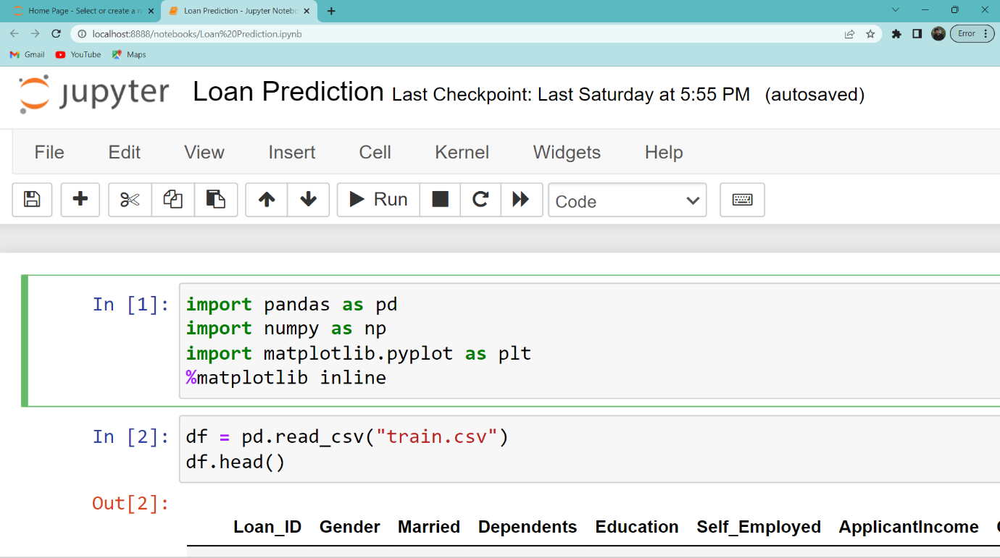 Home Page - Select or create a n
Loan Prediction - Jupyter Notebo
localhost:8888/notebooks/Loan%20Prediction.ipynb
Error
Gmail YouTube Maps
jupyter Loan Prediction Last Checkpoint: Last Saturday at 5:55 PM (autosaved)
File Edit View Insert Cell Kernel Widgets Help
Run Code
In [1]: import pandas as pd
import numpy as np
import matplotlib.pyplot as plt
%matplotlib inline
In [2]: df = pd.read_csv("train.csv")
df.head()
Out[2]:
Loan_ID Gender Married Dependents Education Self_Employed ApplicantIncome